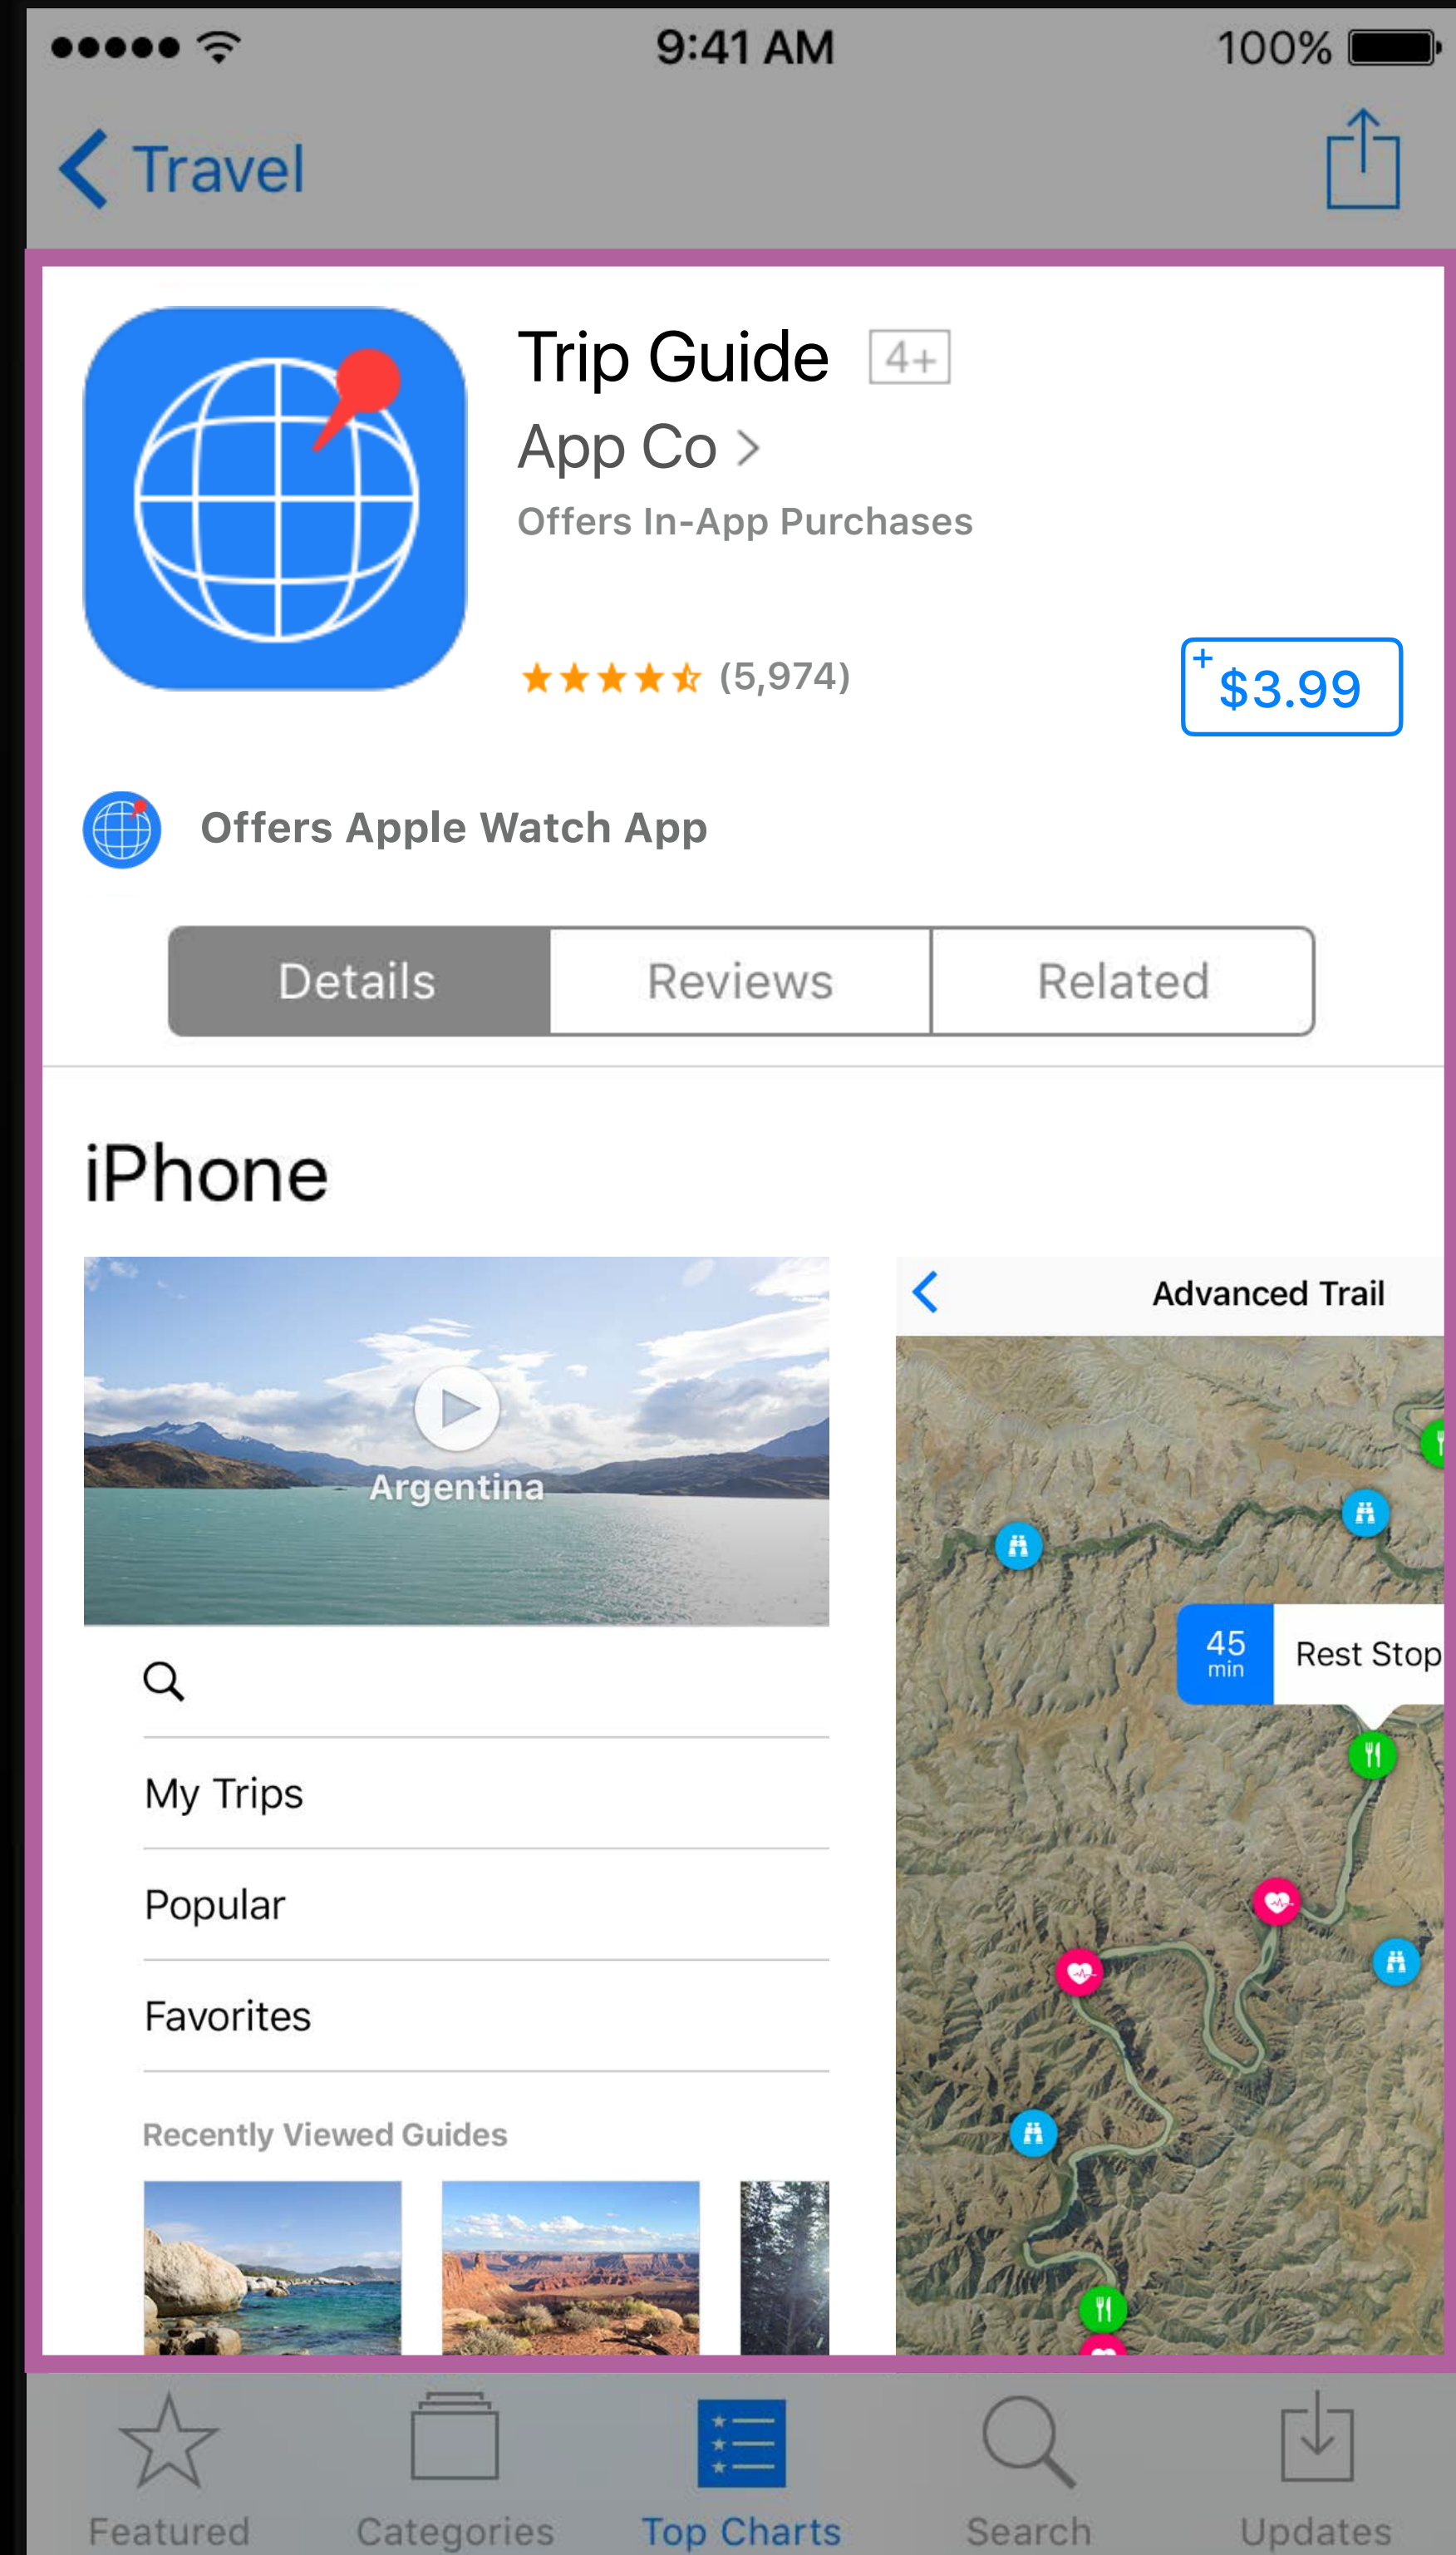 9:41 AM
100%
Travel
Trip Guide 4+
App Co
Offers In-App Purchases
(5,974)
+ $3.99
Offers Apple Watch App
Details Reviews Related
iPhone
Argentina
My Trips
Popular
Favorites
Recently Viewed Guides
Advanced Trail
45 min
Rest Stop
Featured Categories Top Charts Search Updates